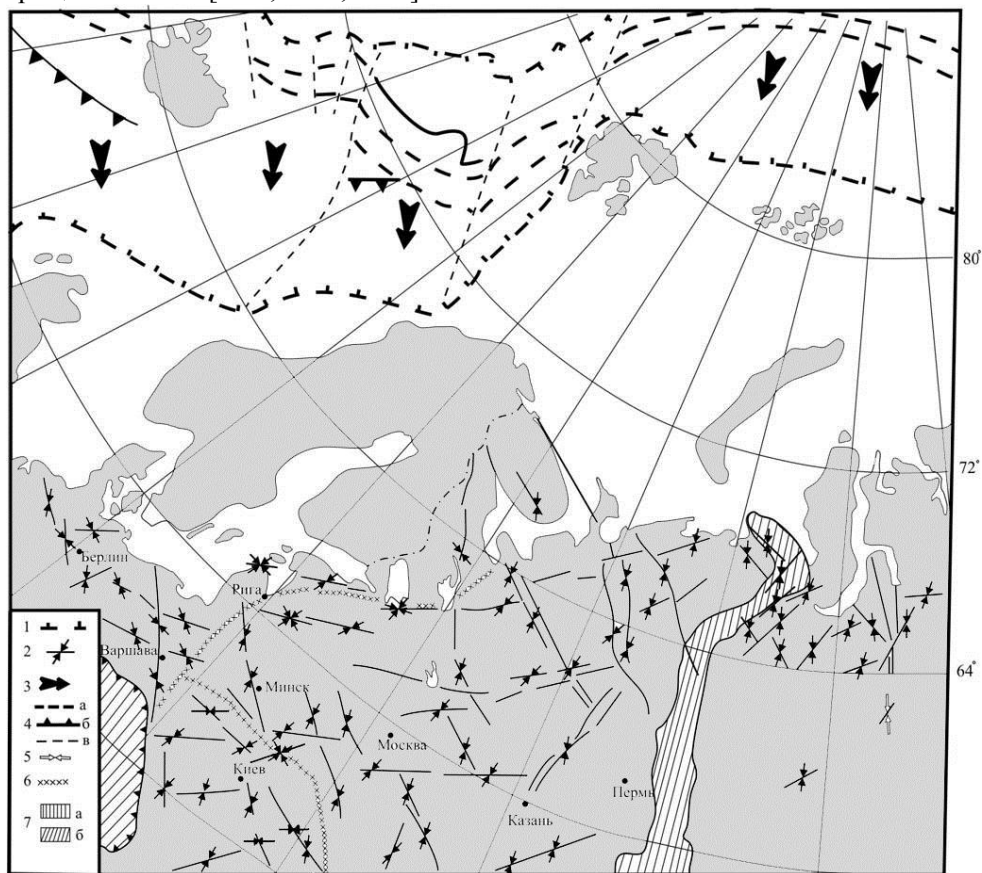 80°
72°
64°
Берлин
Рига
Варшава
Минск
Москва
Киев
Казань
Пермь
1
2
3
4 а
б
в
5
6
7 а
б